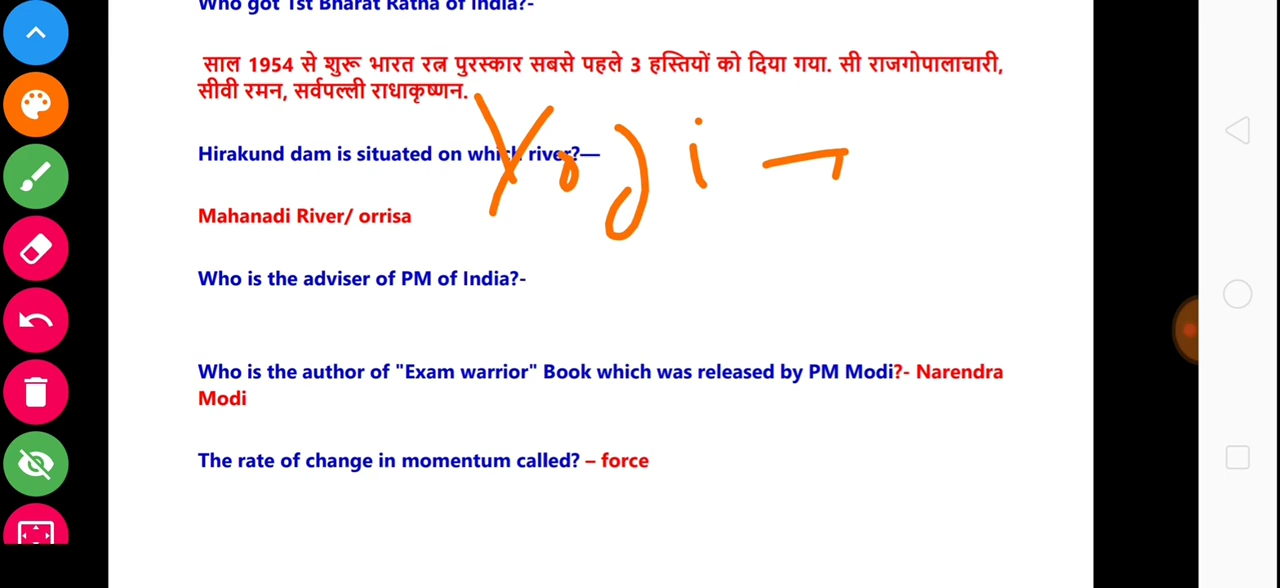 Who got 1st Bharat Ratna of India?-
साल 1954 से शुरू भारत रत्न पुरस्कार सबसे पहले 3 हस्तियों को दिया गया. सी राजगोपालाचारी,
सीवी रमन, सर्वपल्ली राधाकृष्णन.
Yogi
Hirakund dam is situated on which river?—
Mahanadi River/ orrisa
Who is the adviser of PM of India?-
Who is the author of "Exam warrior" Book which was released by PM Modi?- Narendra
Modi
The rate of change in momentum called? – force